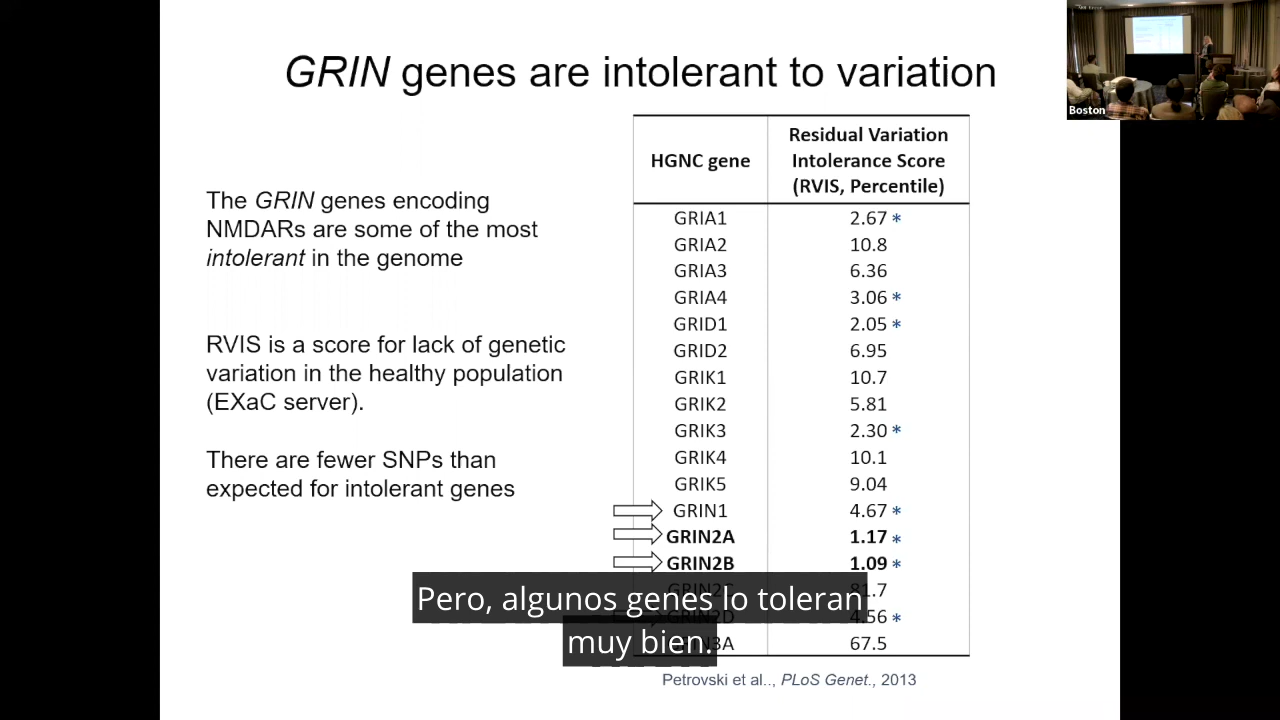 GRIN genes are intolerant to variation
Boston
The GRIN genes encoding
NMDARs are some of the most
intolerant in the genome
RVIS is a score for lack of genetic
variation in the healthy population
(EXaC server).
There are fewer SNPs than
expected for intolerant genes
HGNC gene
Residual Variation
Intolerance Score
(RVIS, Percentile)
GRIA1 2.67 *
GRIA2 10.8
GRIA3 6.36
GRIA4 3.06 *
GRID1 2.05 *
GRID2 6.95
GRIK1 10.7
GRIK2 5.81
GRIK3 2.30 *
GRIK4 10.1
GRIK5 9.04
GRIN1 4.67 *
GRIN2A 1.17 *
GRIN2B 1.09 *
GRIN2C 81.7
GRIN2D 4.56 *
67.5
Petrovski et al.., PLoS Genet., 2013
Pero, algunos genes lo toleran
muy bien.